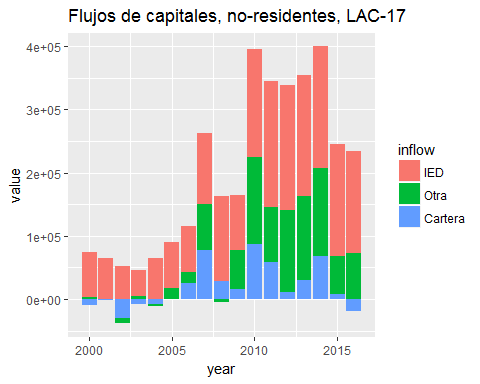 Flujos de capitales, no-residentes, LAC-17
4e+05
3e+05
2e+05
1e+05
0e+00
value
2000
2005
2010
2015
year
inflow
IED
Otra
Cartera